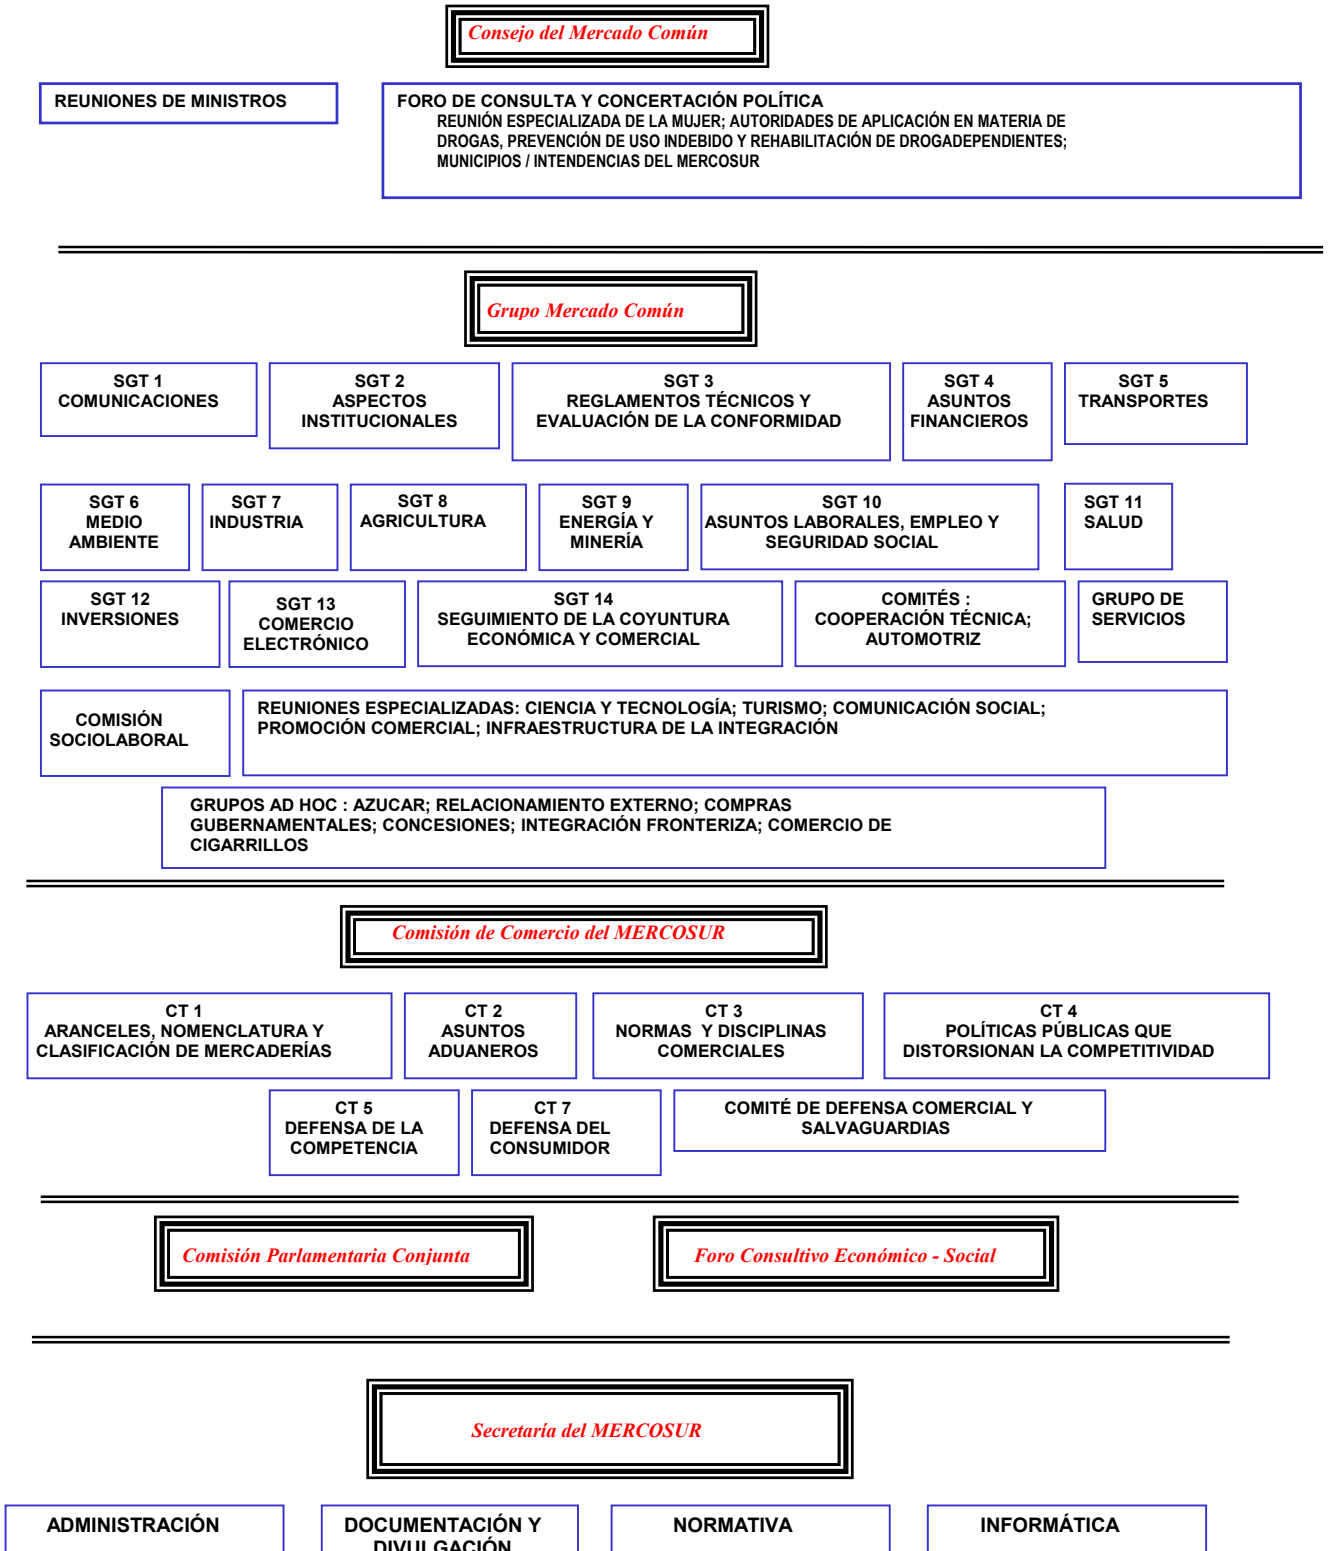 Consejo del Mercado Común
REUNIONES DE MINISTROS
FORO DE CONSULTA Y CONCERTACIÓN POLÍTICA
REUNIÓN ESPECIALIZADA DE LA MUJER; AUTORIDADES DE APLICACIÓN EN MATERIA DE
DROGAS, PREVENCIÓN DE USO INDEBIDO Y REHABILITACIÓN DE DROGADEPENDIENTES;
MUNICIPIOS / INTENDENCIAS DEL MERCOSUR
Grupo Mercado Común
SGT 1
COMUNICACIONES
SGT 2
ASPECTOS
INSTITUCIONALES
SGT 3
REGLAMENTOS TÉCNICOS Y
EVALUACIÓN DE LA CONFORMIDAD
SGT 4
ASUNTOS
FINANCIEROS
SGT 5
TRANSPORTES
SGT 6
MEDIO
AMBIENTE
SGT 7
INDUSTRIA
SGT 8
AGRICULTURA
SGT 9
ENERGÍA Y
MINERÍA
SGT 10
ASUNTOS LABORALES, EMPLEO Y
SEGURIDAD SOCIAL
SGT 11
SALUD
SGT 12
INVERSIONES
SGT 13
COMERCIO
ELECTRÓNICO
SGT 14
SEGUIMIENTO DE LA COYUNTURA
ECONÓMICA Y COMERCIAL
COMITÉS :
COOPERACIÓN TÉCNICA;
AUTOMOTRIZ
GRUPO DE
SERVICIOS
COMISIÓN
SOCIOLABORAL
REUNIONES ESPECIALIZADAS: CIENCIA Y TECNOLOGÍA; TURISMO; COMUNICACIÓN SOCIAL;
PROMOCIÓN COMERCIAL; INFRAESTRUCTURA DE LA INTEGRACIÓN
GRUPOS AD HOC : AZUCAR; RELACIONAMIENTO EXTERNO; COMPRAS
GUBERNAMENTALES; CONCESIONES; INTEGRACIÓN FRONTERIZA; COMERCIO DE
CIGARRILLOS
Comisión de Comercio del MERCOSUR
CT 1
ARANCELES, NOMENCLATURA Y
CLASIFICACIÓN DE MERCADERÍAS
CT 2
ASUNTOS
ADUANEROS
CT 3
NORMAS Y DISCIPLINAS
COMERCIALES
CT 4
POLÍTICAS PÚBLICAS QUE
DISTORSIONAN LA COMPETITIVIDAD
CT 5
DEFENSA DE LA
COMPETENCIA
CT 7
DEFENSA DEL
CONSUMIDOR
COMITÉ DE DEFENSA COMERCIAL Y
SALVAGUARDIAS
Comisión Parlamentaria Conjunta
Foro Consultivo Económico - Social
Secretaría del MERCOSUR
ADMINISTRACIÓN
DOCUMENTACIÓN Y
DIVULGACIÓN
NORMATIVA
INFORMÁTICA